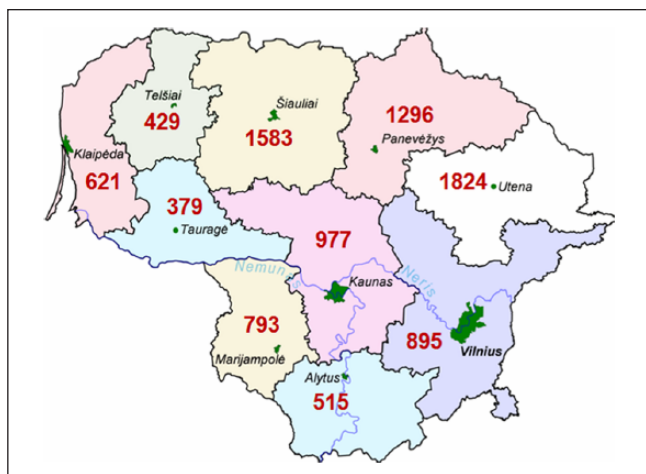 Telšiai
429
Šiauliai
1583
1296
Panevėžys
Klaipėda
621
379
Tauragė
1824
Utena
977
Nemunas
Neris
Kaunas
793
Marijampolė
895
Vilnius
Alytus
515